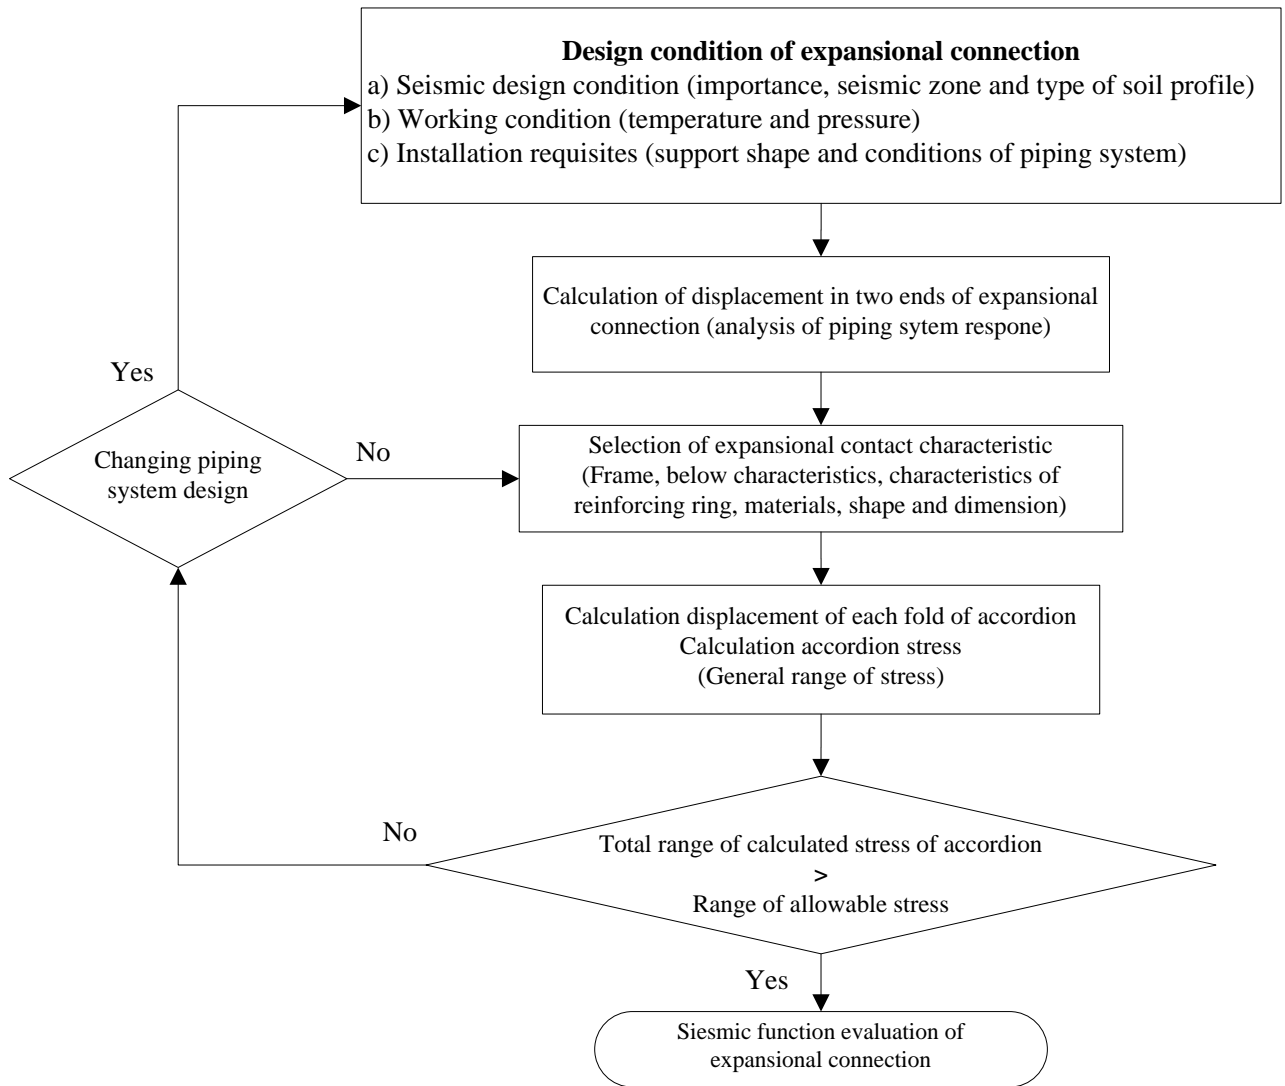 Design condition of expansional connection
a) Seismic design condition (importance, seismic zone and type of soil profile)
b) Working condition (temperature and pressure)
c) Installation requisites (support shape and conditions of piping system)
Calculation of displacement in two ends of expansional
connection (analysis of piping sytem respone)
Yes
Changing piping
system design
No
Selection of expansional contact characteristic
(Frame, below characteristics, characteristics of
reinforcing ring, materials, shape and dimension)
Calculation displacement of each fold of accordion
Calculation accordion stress
(General range of stress)
No
Total range of calculated stress of accordion
>
Range of allowable stress
Yes
Siesmic function evaluation of
expansional connection